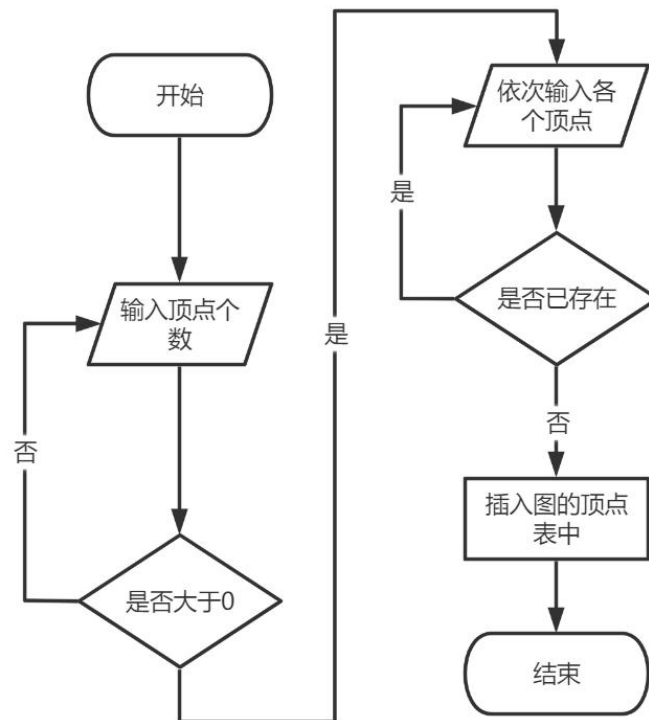 开始
输入顶点个
数
否
是否大于0
是
依次输入各
个顶点
是
是否已存在
否
插入图的顶点
表中
结束